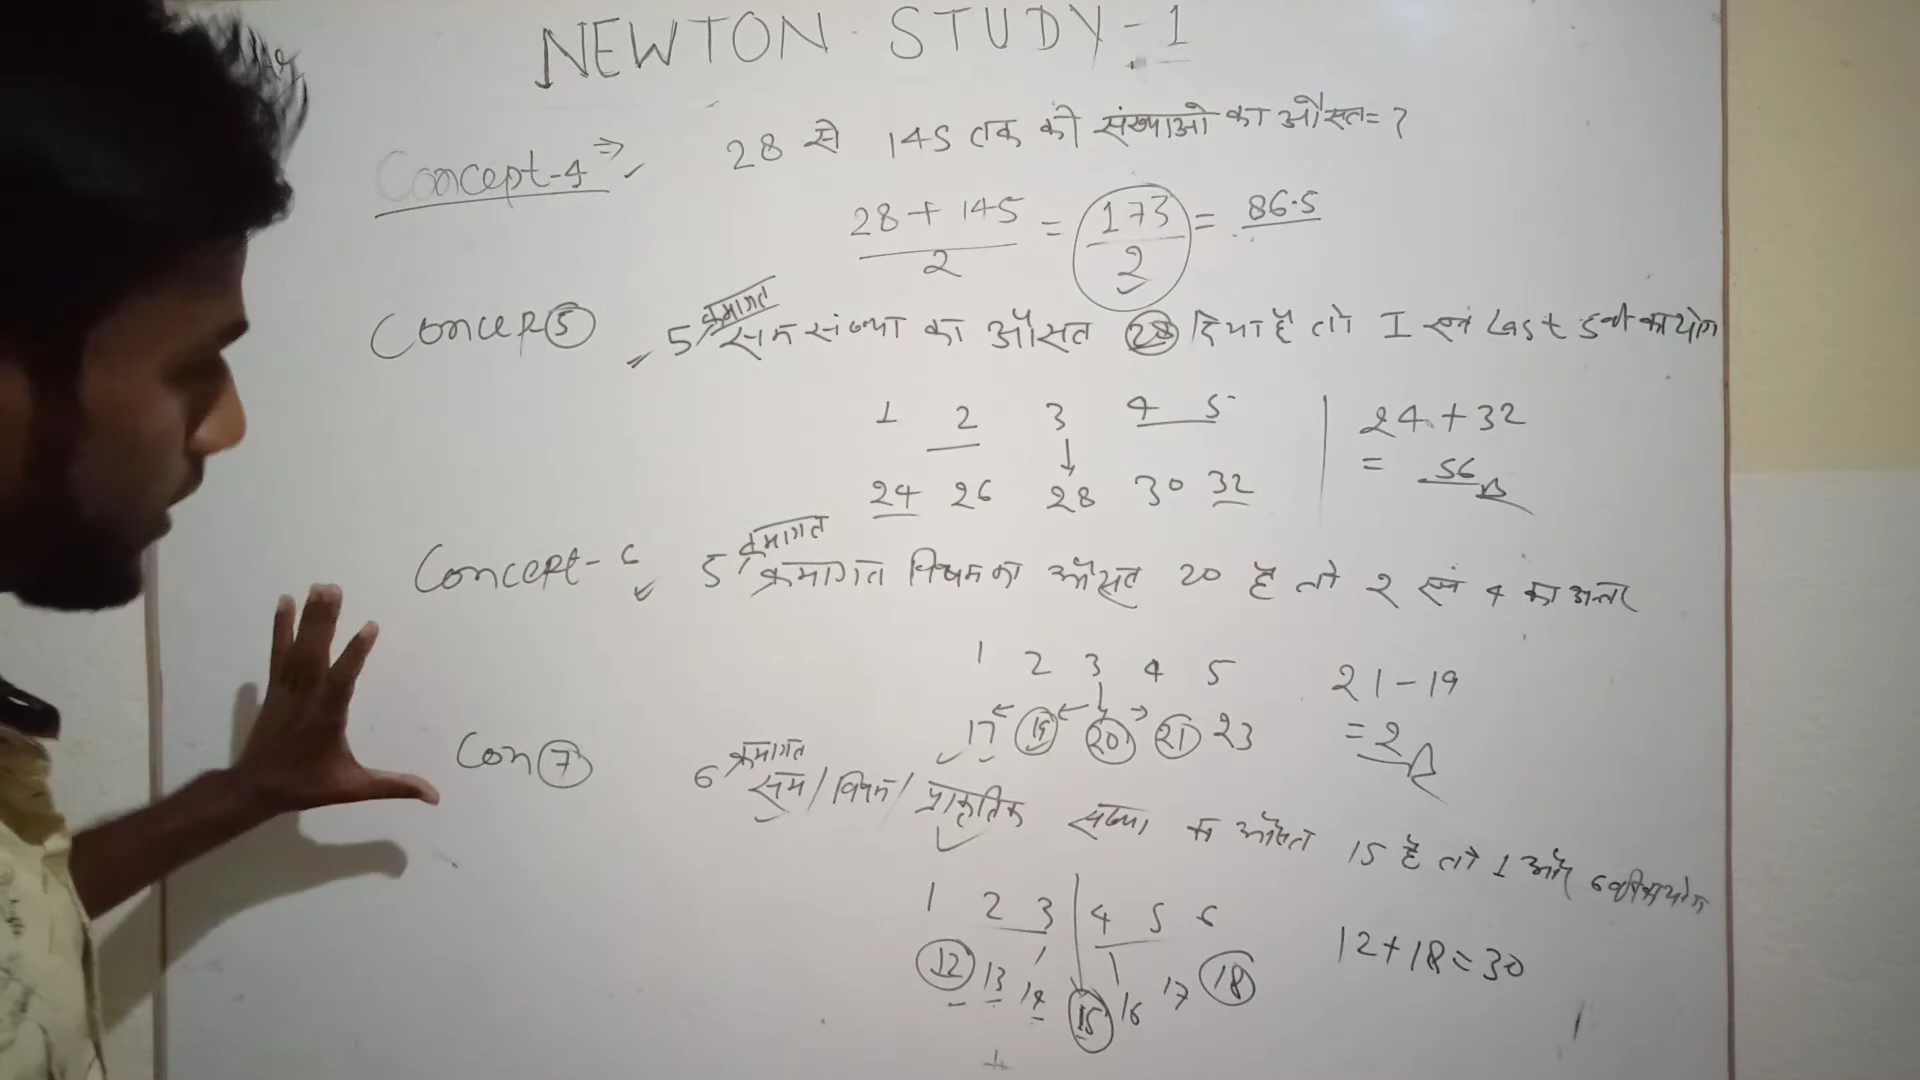 NEWTON STUDY-1
Concept-4 ⇒ 28 से 145 तक की संख्याओ का औसत = ?
28 + 145 / 2 = 173 / 2 = 86.5
क्रमागत
Concep 5 5 सम संख्या का औसत 28 दिया है तो I एवं Last का योग
1 2 3 4 5
24 + 32
24 26 28 30 32
= 56
क्रमागत
Concept-6 5 क्रमागत विषम का औसत 20 है तो 2 एवं 4 का अन्तर
1 2 3 4 5
21 - 19
17 19 20 21 23
= 2
क्रमागत
Con 7 6 सम / विषम / प्राकृतिक संख्या का औसत 15 है तो 1 और 6 का योग
1 2 3 4 5 6
12 13 14 15 16 17 18
12 + 18 = 30